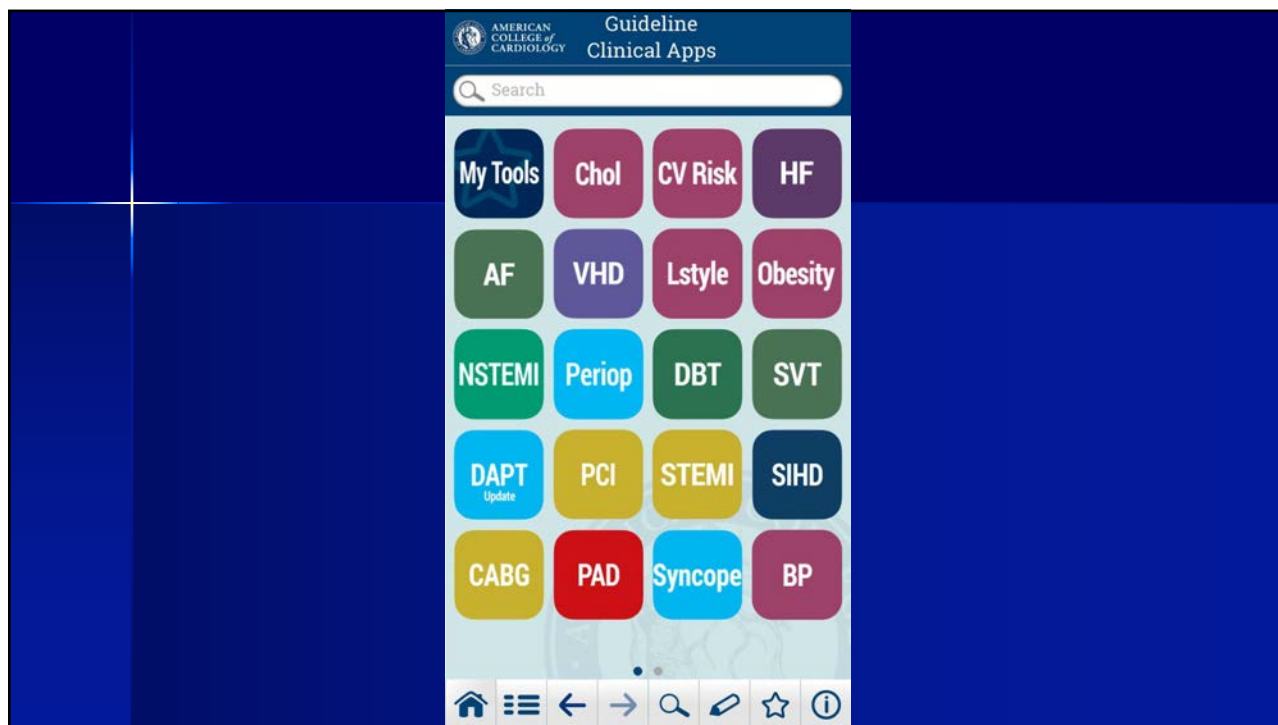 AMERICAN
COLLEGE of
CARDIOLOGY
Guideline
Clinical Apps
Search
My Tools
Chol
CV Risk
HF
AF
VHD
Lstyle
Obesity
NSTEMI
Periop
DBT
SVT
DAPT
Update
PCI
STEMI
SIHD
CABG
PAD
Syncope
BP